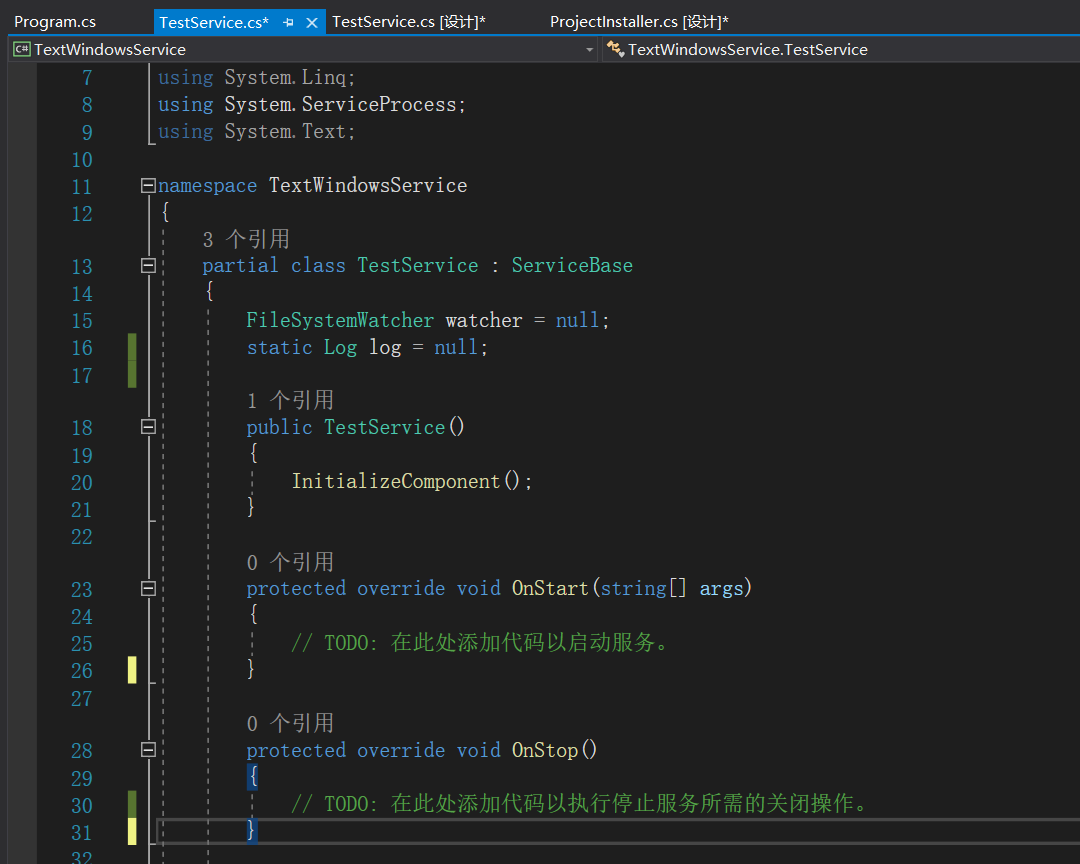 Program.cs TestService.cs* TestService.cs [设计]* ProjectInstaller.cs [设计]*
C# TextWindowsService TextWindowsService.TestService
7 using System.Linq;
8 using System.ServiceProcess;
9 using System.Text;
10
11 namespace TextWindowsService
12 {
3 个引用
13 partial class TestService : ServiceBase
14 {
15 FileSystemWatcher watcher = null;
16 static Log log = null;
17
1 个引用
18 public TestService()
19 {
20 InitializeComponent();
21 }
22
0 个引用
23 protected override void OnStart(string[] args)
24 {
25 // TODO: 在此处添加代码以启动服务。
26 }
27
0 个引用
28 protected override void OnStop()
29 {
30 // TODO: 在此处添加代码以执行停止服务所需的关闭操作。
31 }
32